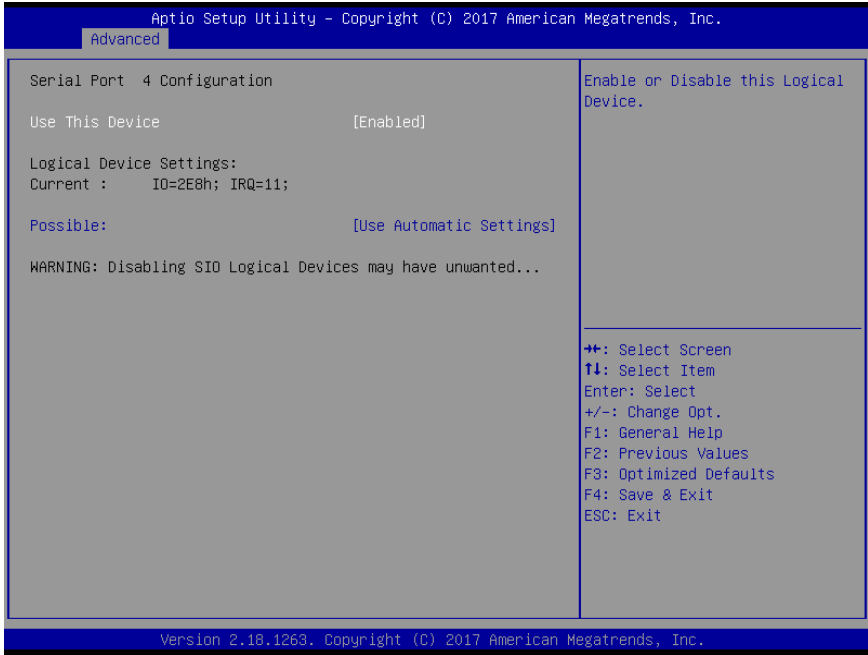 Aptio Setup Utility – Copyright (C) 2017 American Megatrends, Inc.
Advanced
Serial Port  4 Configuration
Use This Device [Enabled]
Logical Device Settings:
Current : IO=2E8h; IRQ=11;
Possible: [Use Automatic Settings]
WARNING: Disabling SIO Logical Devices may have unwanted...
Enable or Disable this Logical
Device.
→←: Select Screen
↑↓: Select Item
Enter: Select
+/-: Change Opt.
F1: General Help
F2: Previous Values
F3: Optimized Defaults
F4: Save & Exit
ESC: Exit
Version 2.18.1263. Copyright (C) 2017 American Megatrends, Inc.